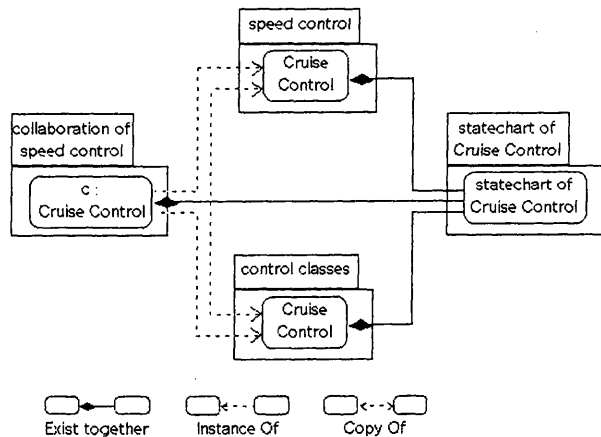 speed control
Cruise
Control
collaboration of
speed control
c :
Cruise Control
statechart of
Cruise Control
statechart of
Cruise Control
control classes
Cruise
Control
Exist together
Instance Of
Copy Of